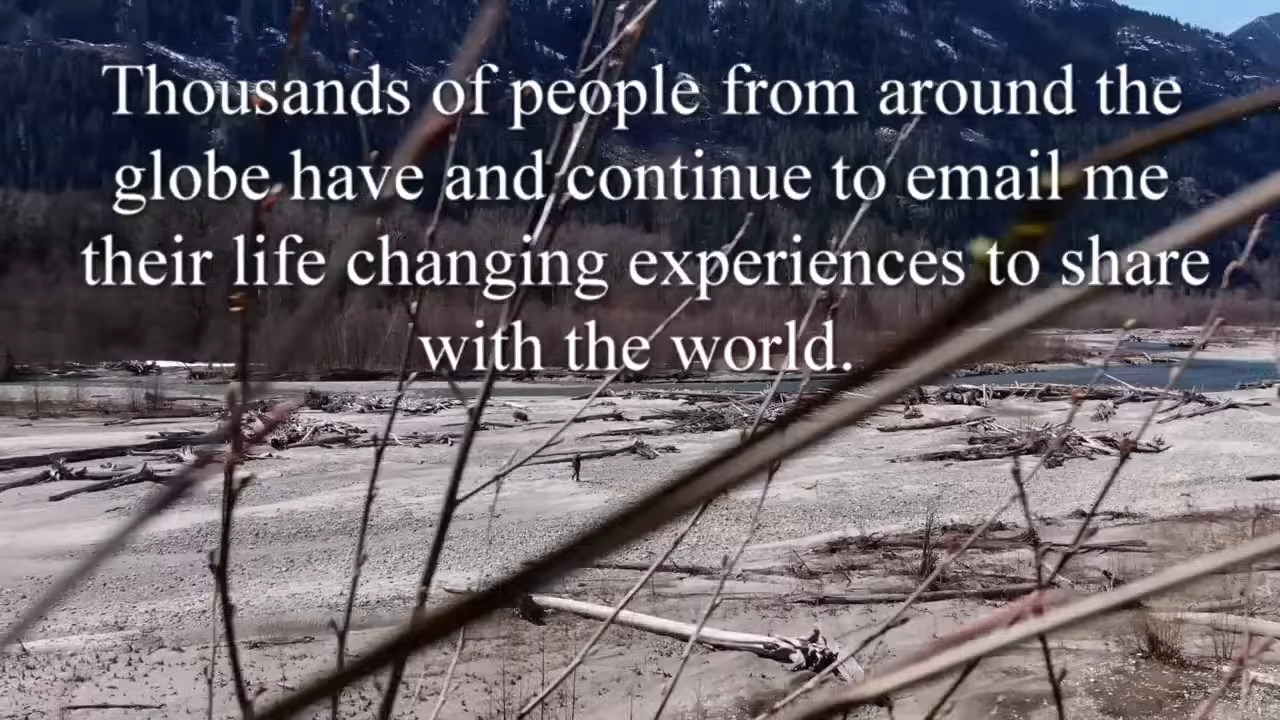 Thousands of people from around the
globe have and continue to email me
their life changing experiences to share
with the world.